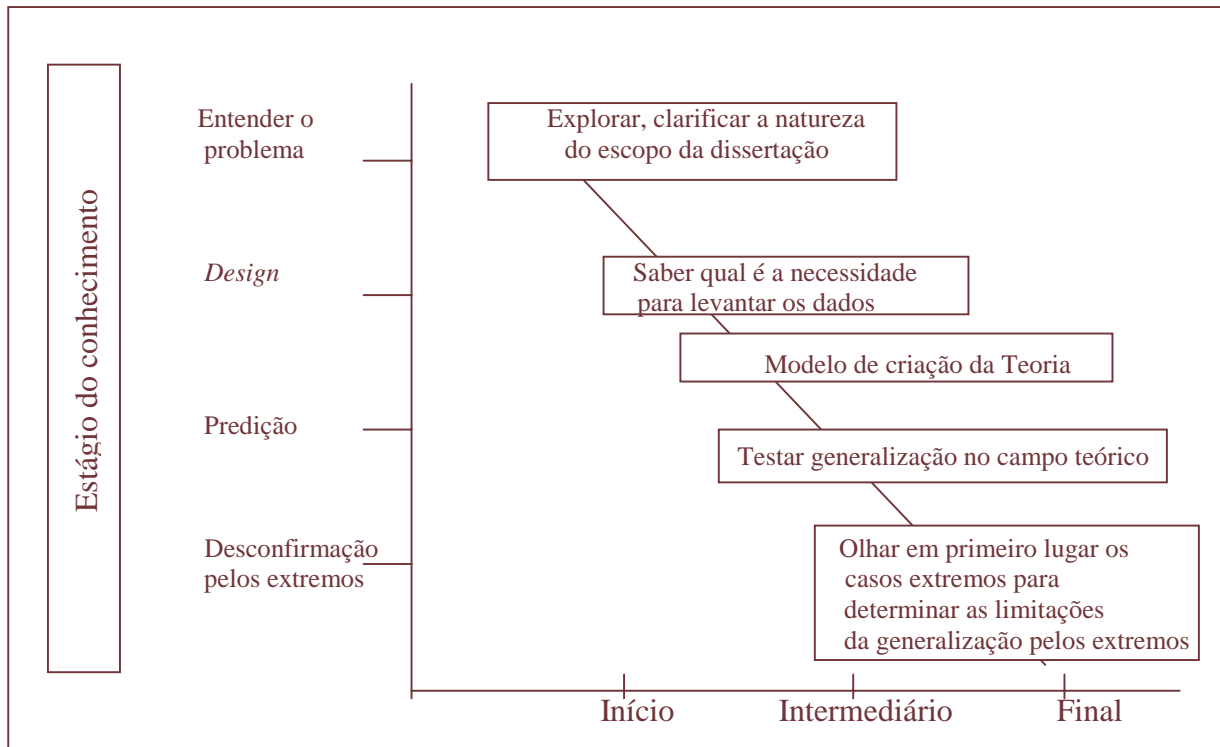 Estágio do conhecimento
Entender o
problema
Explorar, clarificar a natureza
do escopo da dissertação
Design
Saber qual é a necessidade
para levantar os dados
Modelo de criação da Teoria
Predição
Testar generalização no campo teórico
Desconfirmação
pelos extremos
Olhar em primeiro lugar os
casos extremos para
determinar as limitações
da generalização pelos extremos
Início
Intermediário
Final